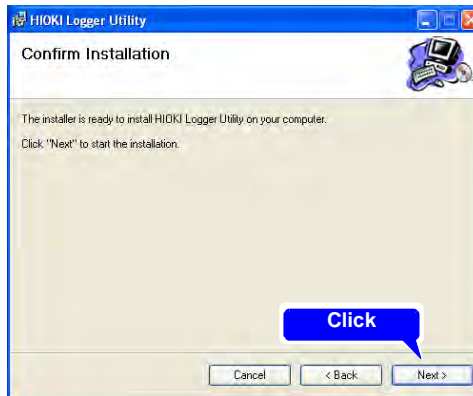 HIOKI Logger Utility
Confirm Installation
The installer is ready to install HIOKI Logger Utility on your computer.
Click "Next" to start the installation.
Click
Cancel
< Back
Next >